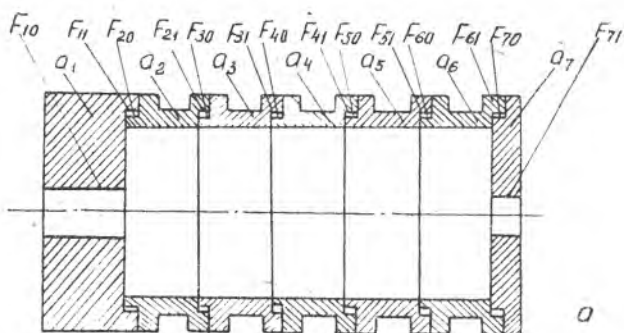 F₁₀ F₁₁ F₂₀ F₂₁ F₃₀ F₃₁ F₄₀ F₄₁ F₅₀ F₅₁ F₆₀ F₆₁ F₇₀ F₇₁
a₁ a₂ a₃ a₄ a₅ a₆ a₇
а